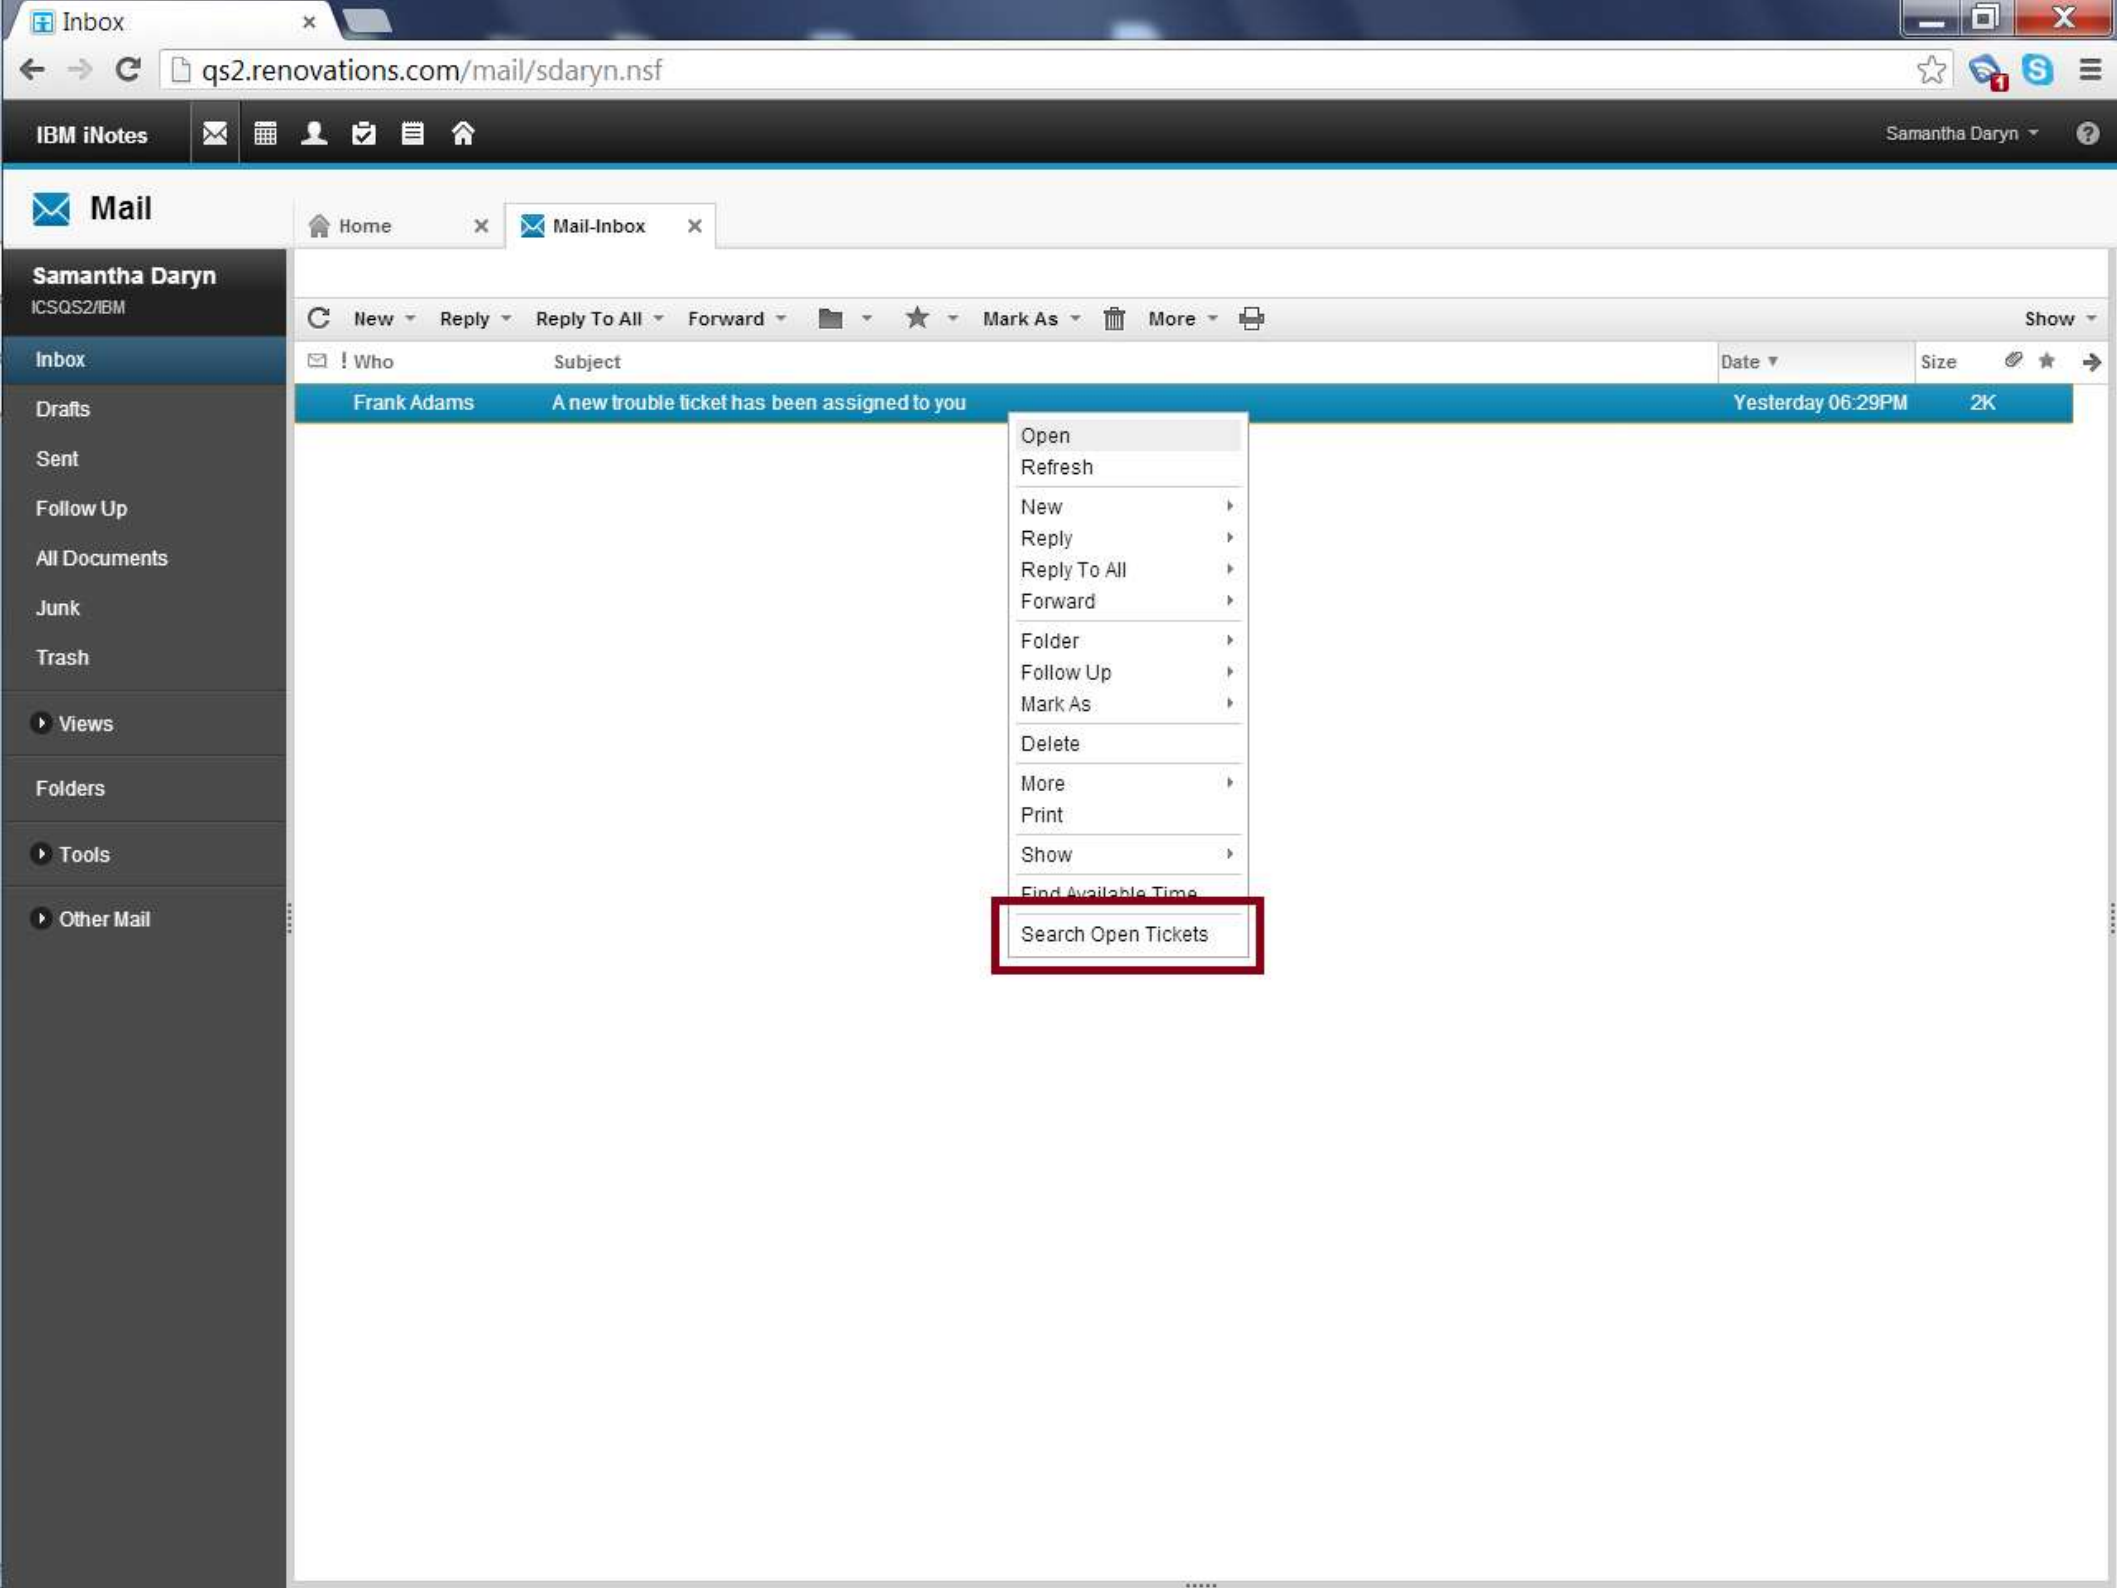 Inbox
qs2.renovations.com/mail/sdaryn.nsf
1 S
IBM iNotes Samantha Daryn ?
Mail
Home Mail-Inbox
Samantha Daryn
ICSQS2/IBM
New Reply Reply To All Forward Mark As More Show
Inbox
! Who Subject Date Size
Frank Adams A new trouble ticket has been assigned to you Yesterday 06:29PM 2K
Drafts
Sent
Follow Up
All Documents
Junk
Trash
Views
Folders
Tools
Other Mail
Open
Refresh
New
Reply
Reply To All
Forward
Folder
Follow Up
Mark As
Delete
More
Print
Show
Find Available Time
Search Open Tickets